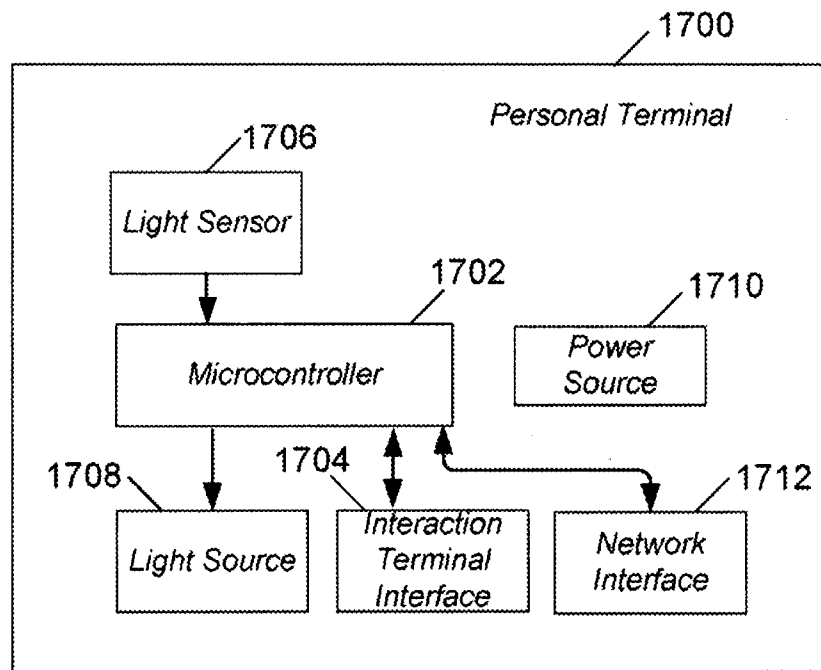 1700
Personal Terminal
1706
Light Sensor
1702
1710
Microcontroller
Power
Source
1708
1704
1712
Light Source
Interaction
Terminal
Interface
Network
Interface